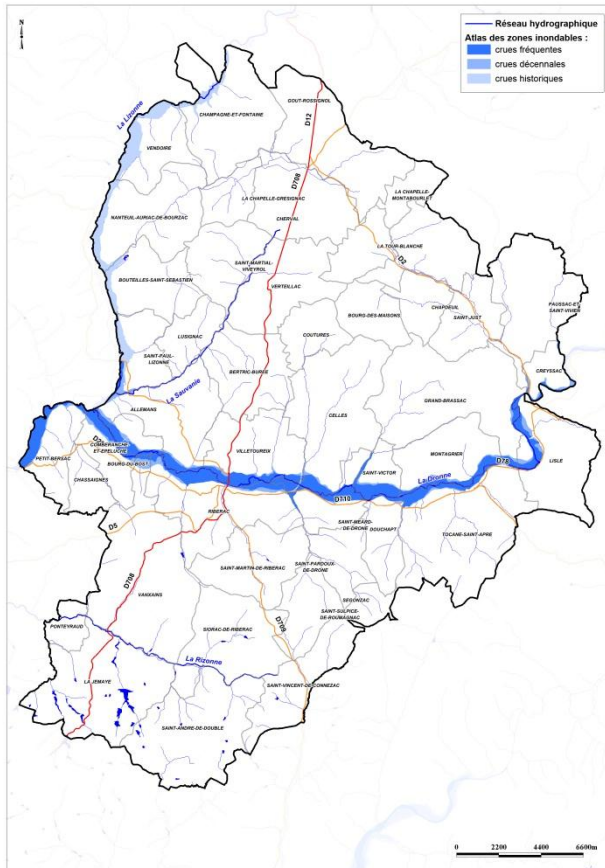 N
Réseau hydrographique
Atlas des zones inondables :
crues fréquentes
crues décennales
crues historiques
La Lizonne
GOUT-ROSSIGNOL
CHAMPAGNE-ET-FONTAINE
D12
VENDOIRE
D708
LA CHAPELLE-GRESIGNAC
LA CHAPELLE-
MONTABOURLET
NANTEUIL-AURIAC-DE-BOURZAC
CHERVAL
LA TOUR-BLANCHE
D2
SAINT-MARTIAL-
VIVEYROL
BOUTEILLES-SAINT-SEBASTIEN
VERTEILLAC
CHAPDEUIL
PAUSSAC-ET-
SAINT-VIVIEN
BOURG-DES-MAISONS
SAINT-JUST
LUSIGNAC
COUTURES
SAINT-PAUL-
LIZONNE
BERTRIC-BUREE
CREYSSAC
La Sauvanie
GRAND-BRASSAC
ALLEMANS
CELLES
COMBERANCHE-
ET-EPELUCHE
VILLETOUREIX
MONTAGRIER
PETIT-BERSAC
BOURG-DU-BOST
SAINT-VICTOR
D78
LISLE
CHASSAIGNES
La Dronne
D710
RIBERAC
D5
SAINT-MEARD-
DE-DRONE
DOUCHAPT
TOCANE-SAINT-APRE
SAINT-MARTIN-DE-RIBERAC
SAINT-PARDOUX-
DE-DRONE
D708
VANXAINS
SEGONZAC
SAINT-SULPICE-
DE-ROUMAGNAC
PONTEYRAUD
SIORAC-DE-RIBERAC
D709
La Rizonne
LA JEMAYE
SAINT-VINCENT-DE-CONNEZAC
SAINT-ANDRE-DE-DOUBLE
0 2200 4400 6600m